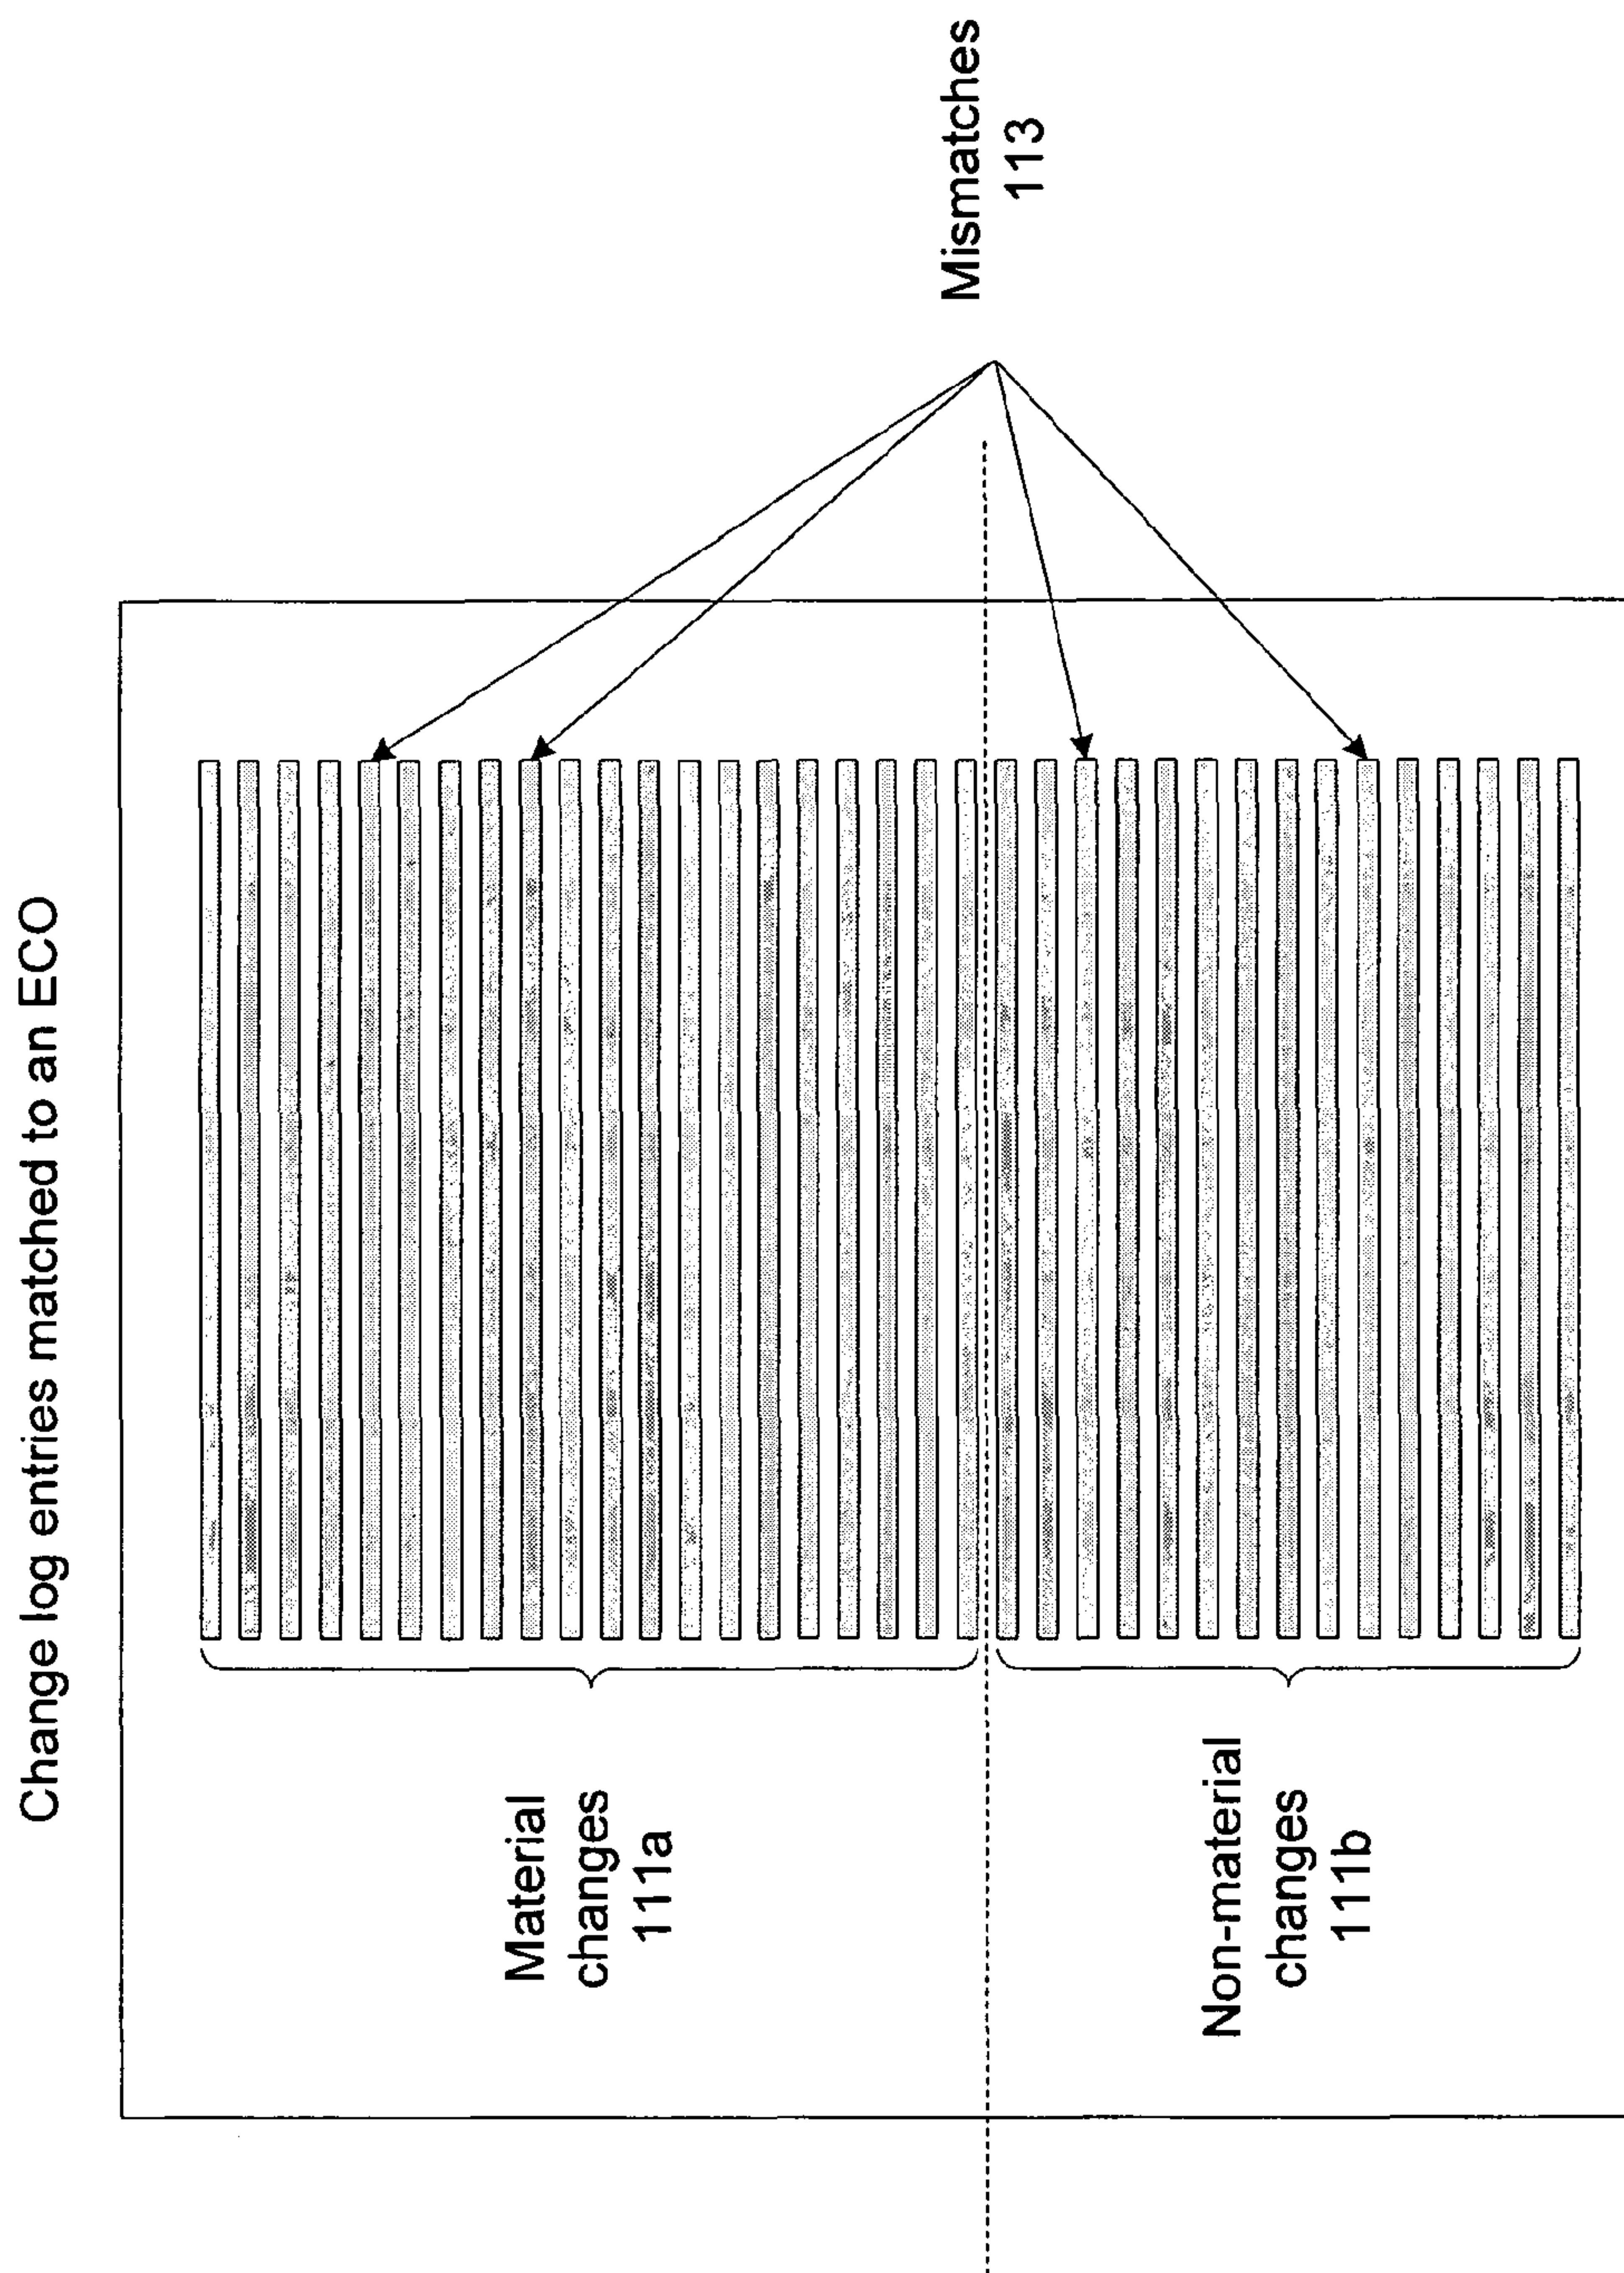 Change log entries matched to an ECO
Material
changes
111a
Non-material
changes
111b
Mismatches
113